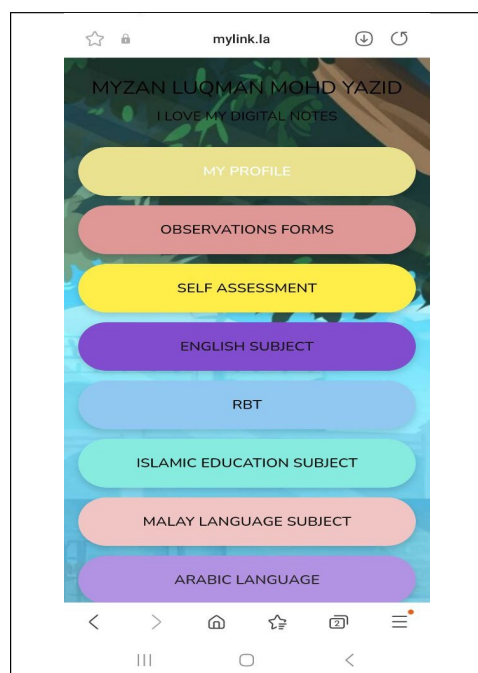 mylink.la
MYZAN LUQMAN MOHD YAZID
I LOVE MY DIGITAL NOTES
MY PROFILE
OBSERVATIONS FORMS
SELF ASSESSMENT
ENGLISH SUBJECT
RBT
ISLAMIC EDUCATION SUBJECT
MALAY LANGUAGE SUBJECT
ARABIC LANGUAGE
2